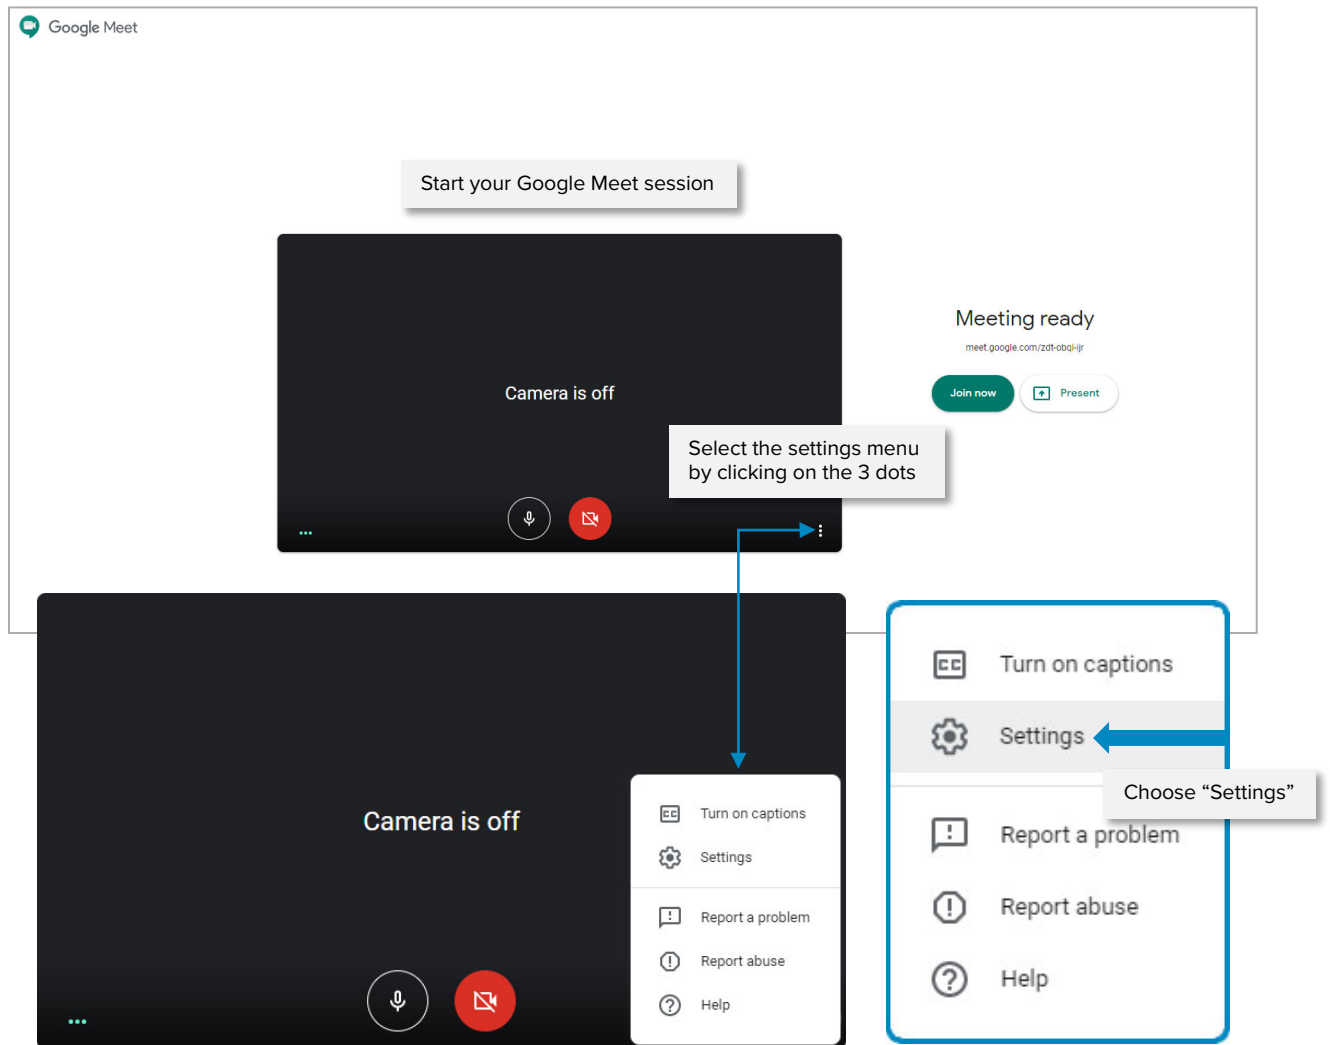 Google Meet
Start your Google Meet session
Camera is off
Meeting ready
meet.google.com/zdt-obqi-ijr
Join now
Present
Select the settings menu
by clicking on the 3 dots
Camera is off
Turn on captions
Settings
Report a problem
Report abuse
Help
Turn on captions
Settings
Choose “Settings”
Report a problem
Report abuse
Help